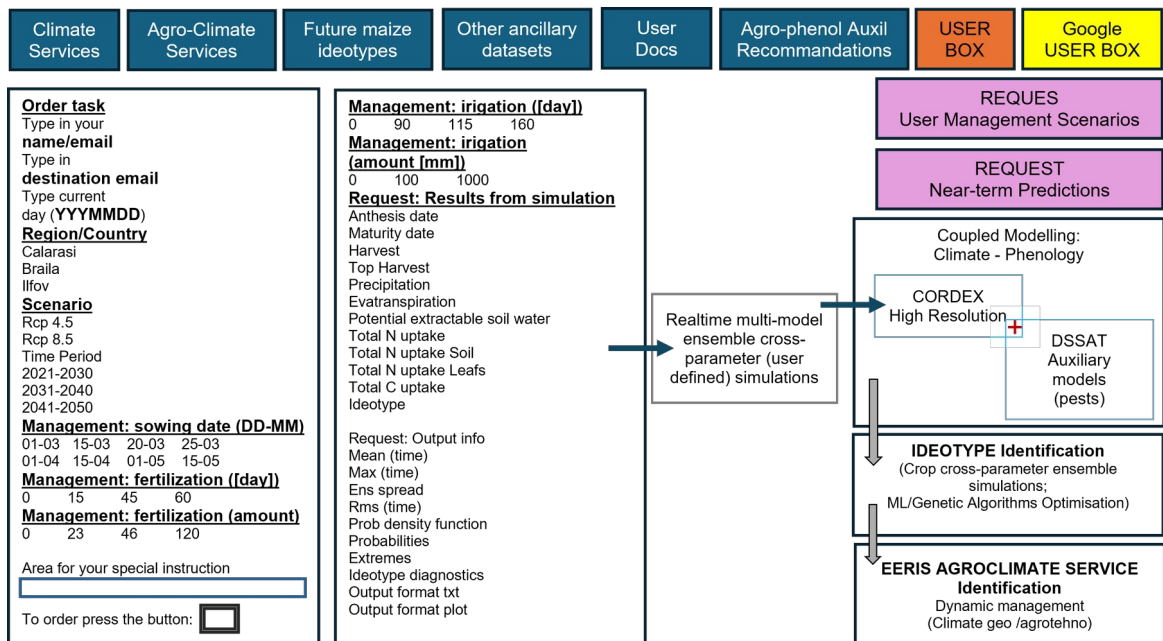 Climate
Services
Agro-Climate
Services
Future maize
ideotypes
Other ancillary
datasets
User
Docs
Agro-phenol Auxil
Recommandations
USER
BOX
Google
USER BOX
Order task
Type in your
name/email
Type in
destination email
Type current
day (YYYMMDD)
Region/Country
Calarasi
Braila
Ilfov
Scenario
Rcp 4.5
Rcp 8.5
Time Period
2021-2030
2031-2040
2041-2050
Management: sowing date (DD-MM)
01-03 15-03 20-03 25-03
01-04 15-04 01-05 15-05
Management: fertilization ([day])
0 15 45 60
Management: fertilization (amount)
0 23 46 120
Area for your special instruction
To order press the button:
Management: irigation ([day])
0 90 115 160
Management: irigation
(amount [mm])
0 100 1000
Request: Results from simulation
Anthesis date
Maturity date
Harvest
Top Harvest
Precipitation
Evatranspiration
Potential extractable soil water
Total N uptake
Total N uptake Soil
Total N uptake Leafs
Total C uptake
Ideotype
Request: Output info
Mean (time)
Max (time)
Ens spread
Rms (time)
Prob density function
Probabilities
Extremes
Ideotype diagnostics
Output format txt
Output format plot
Realtime multi-model
ensemble cross-
parameter (user
defined) simulations
REQUES
User Management Scenarios
REQUEST
Near-term Predictions
Coupled Modelling:
Climate - Phenology
CORDEX
High Resolution
+
DSSAT
Auxiliary
models
(pests)
IDEOTYPE Identification
(Crop cross-parameter ensemble
simulations;
ML/Genetic Algorithms Optimisation)
EERIS AGROCLIMATE SERVICE
Identification
Dynamic management
(Climate geo /agrotehno)